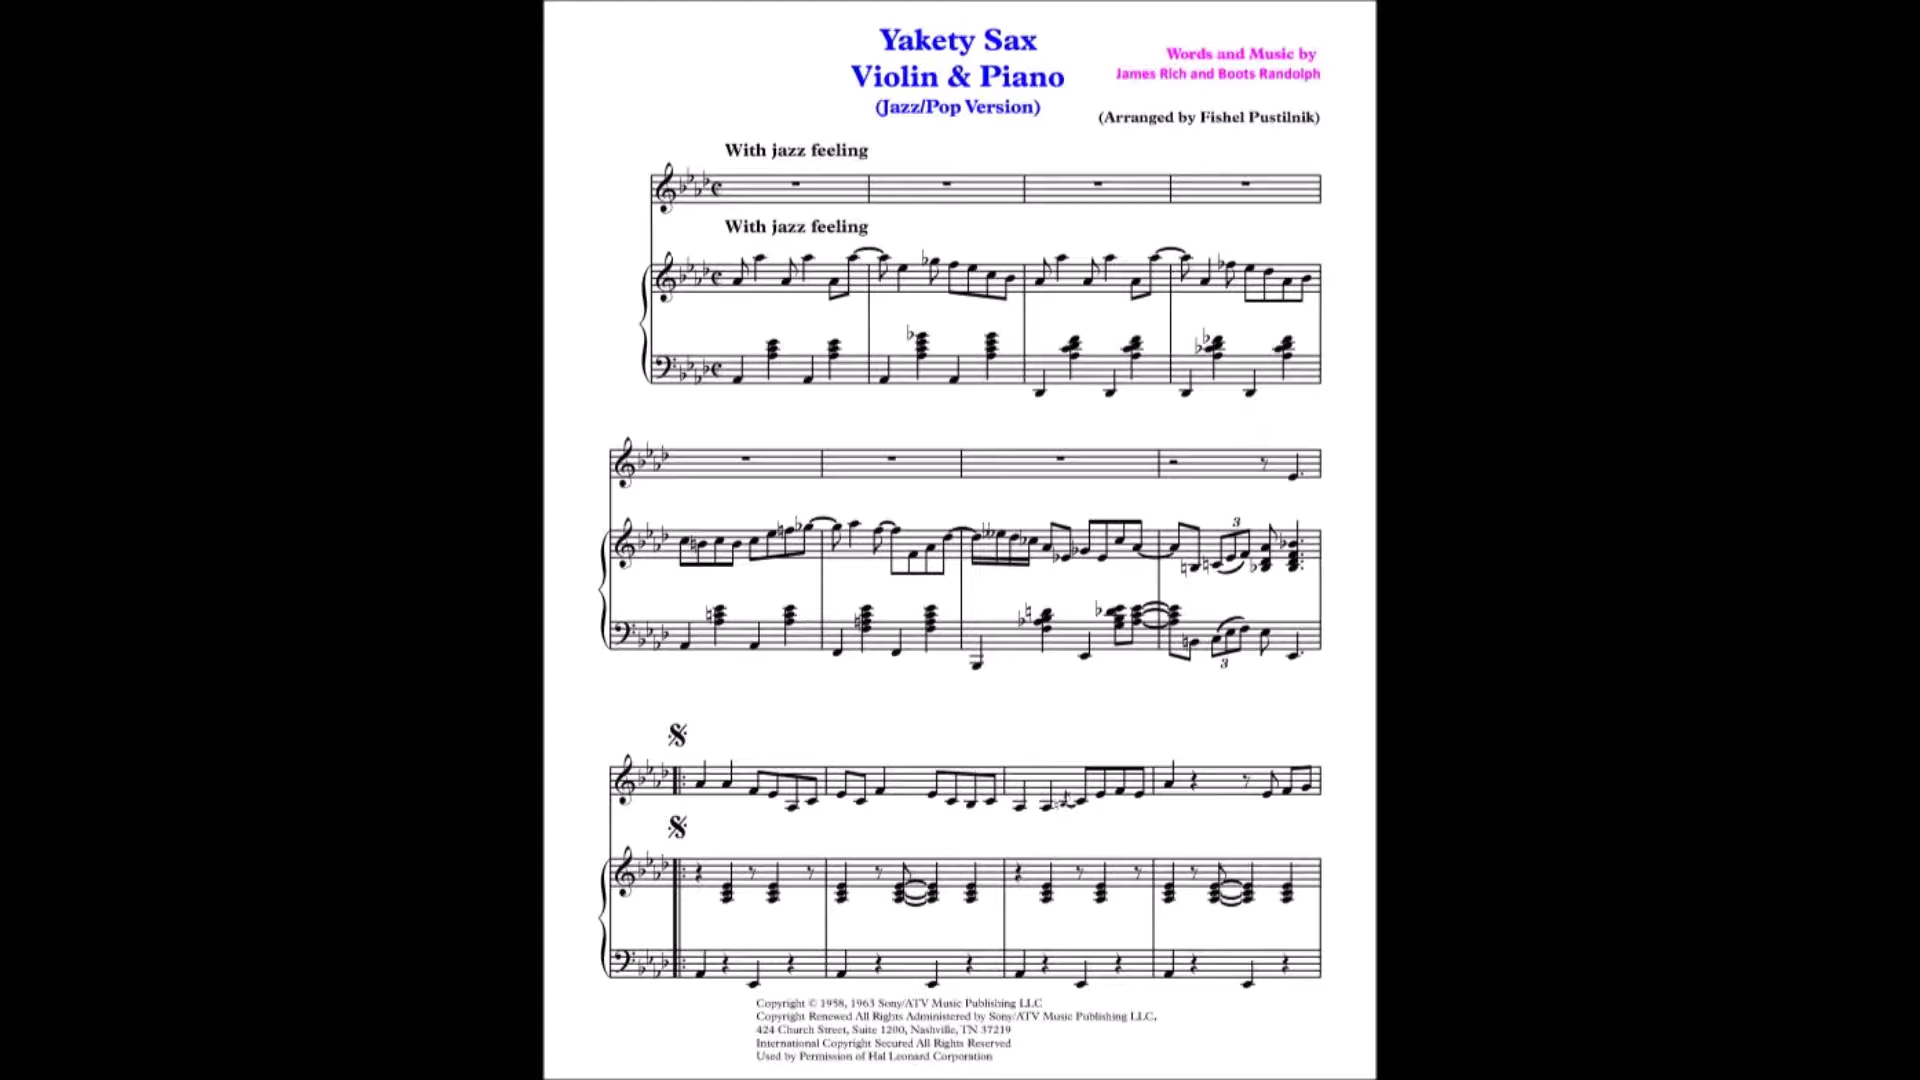 Yakety Sax
Violin & Piano
(Jazz/Pop Version)
Words and Music by
James Rich and Boots Randolph
(Arranged by Fishel Pustilnik)
With jazz feeling
With jazz feeling
3
3
Copyright © 1958, 1963 Sony/ATV Music Publishing LLC
Copyright Renewed All Rights Administered by Sony/ATV Music Publishing LLC,
424 Church Street, Suite 1200, Nashville, TN 37219
International Copyright Secured All Rights Reserved
Used by Permission of Hal Leonard Corporation